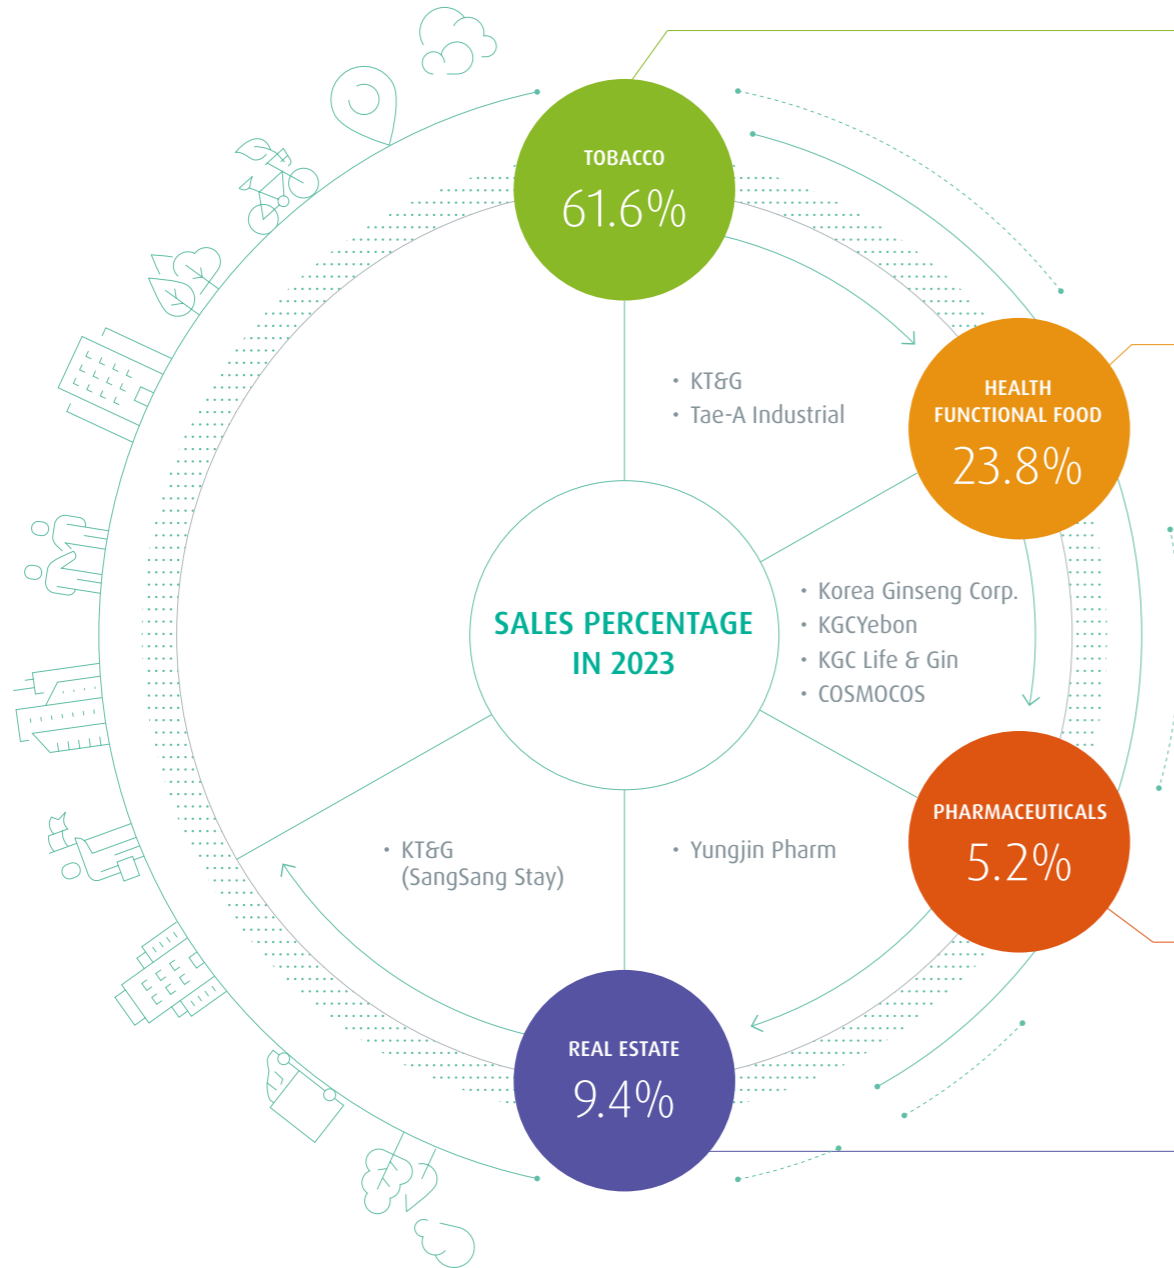 TOBACCO
61.6%
• KT&G
• Tae-A Industrial
HEALTH
FUNCTIONAL FOOD
23.8%
SALES PERCENTAGE
IN 2023
• Korea Ginseng Corp.
• KGCYebon
• KGC Life & Gin
• COSMOCOS
PHARMACEUTICALS
5.2%
• KT&G
(SangSang Stay)
• Yungjin Pharm
REAL ESTATE
9.4%